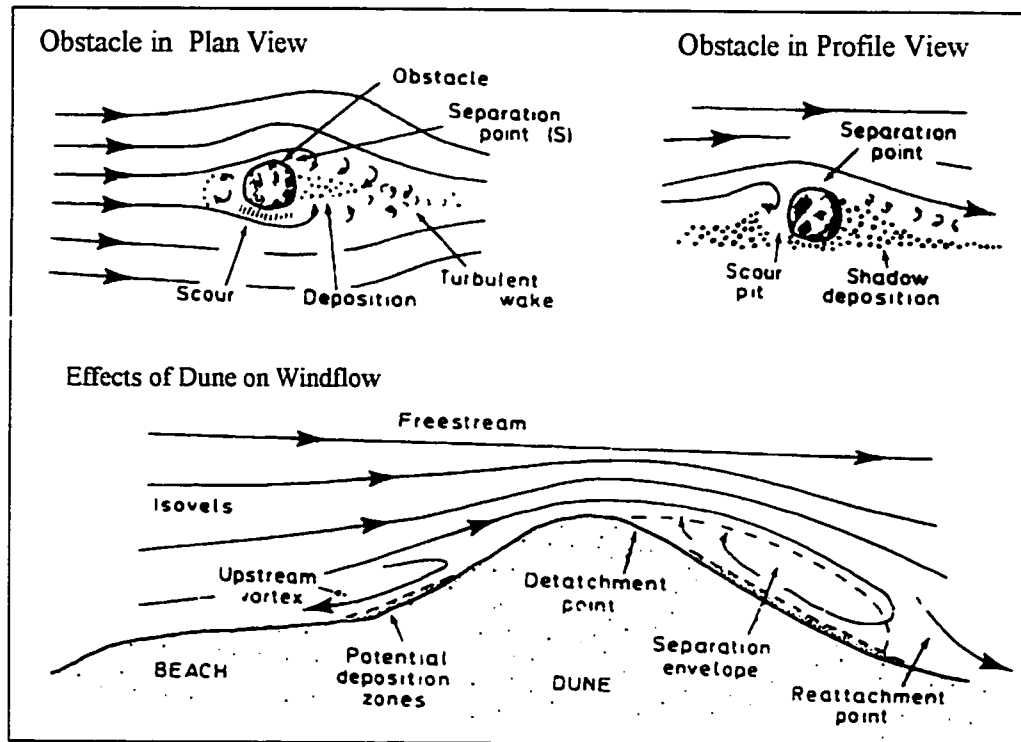 Obstacle in Plan View
Obstacle
Separation
point (S)
Scour
Deposition
Turbulent
wake
Obstacle in Profile View
Separation
point
Scour
pit
Shadow
deposition
Effects of Dune on Windflow
Freestream
Isovels
Upstream
vortex
BEACH
Potential
deposition
zones
Detatchment
point
DUNE
Separation
envelope
Reattachment
point